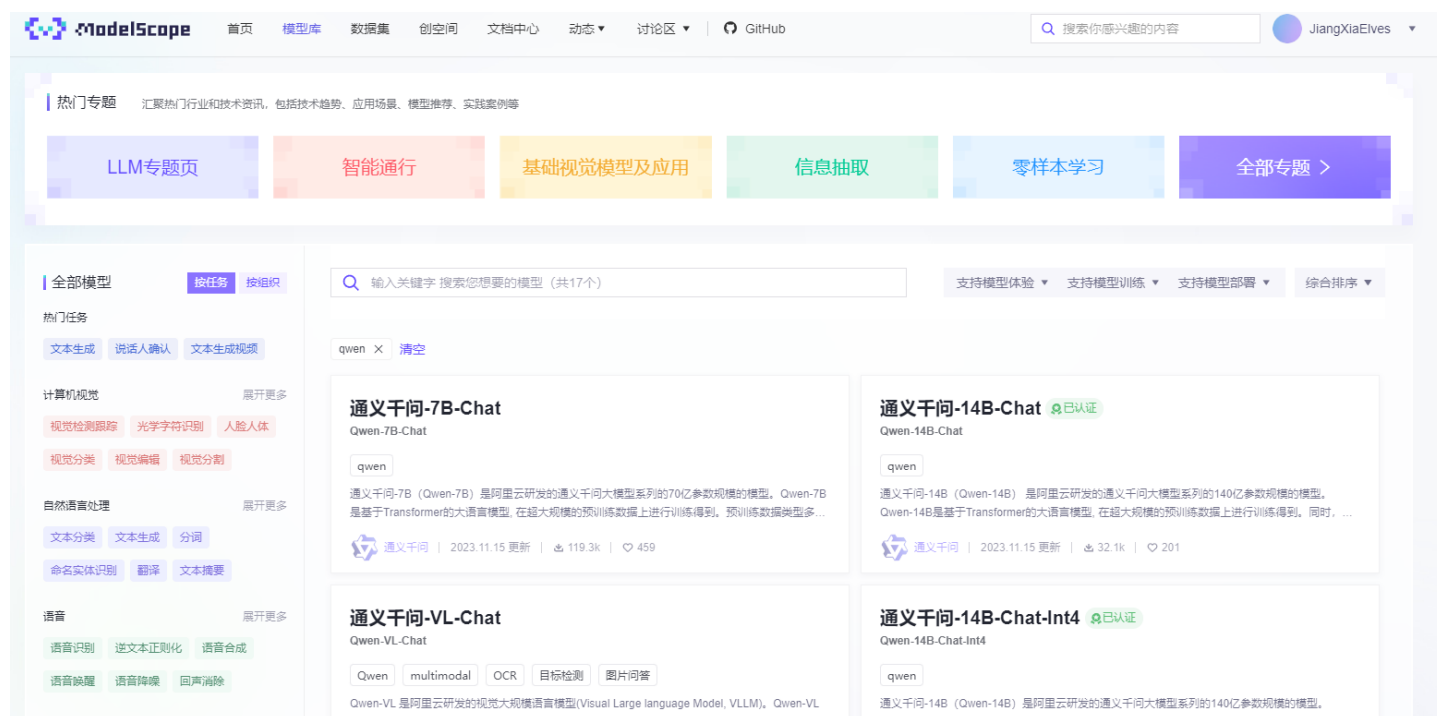 ModelScope 首页 模型库 数据集 创空间 文档中心 动态▼ 讨论区▼ GitHub 搜索你感兴趣的内容 JiangXiaElves ▼
热门专题 汇聚热门行业和技术资讯,包括技术趋势、应用场景、模型推荐、实践案例等
LLM专题页 智能通行 基础视觉模型及应用 信息抽取 零样本学习 全部专题 >
全部模型 按任务 按组织 输入关键字 搜索您想要的模型(共17个) 支持模型体验▼ 支持模型训练▼ 支持模型部署▼ 综合排序▼
热门任务
文本生成 说话人确认 文本生成视频
计算机视觉 展开更多
视觉检测跟踪 光学字符识别 人脸人体
视觉分类 视觉编辑 视觉分割
自然语言处理 展开更多
文本分类 文本生成 分词
命名实体识别 翻译 文本摘要
语音 展开更多
语音识别 逆文本正则化 语音合成
语音唤醒 语音降噪 回声消除
qwen × 清空
通义千问-7B-Chat
Qwen-7B-Chat
qwen
通义千问-7B(Qwen-7B)是阿里云研发的通义千问大模型系列的70亿参数规模的模型。Qwen-7B
是基于Transformer的大语言模型, 在超大规模的预训练数据上进行训练得到。预训练数据类型多...
通义千问 | 2023.11.15 更新 | 119.3k | 459
通义千问-14B-Chat 已认证
Qwen-14B-Chat
qwen
通义千问-14B(Qwen-14B) 是阿里云研发的通义千问大模型系列的140亿参数规模的模型。
Qwen-14B是基于Transformer的大语言模型, 在超大规模的预训练数据上进行训练得到。同时,...
通义千问 | 2023.11.15 更新 | 32.1k | 201
通义千问-VL-Chat
Qwen-VL-Chat
Qwen multimodal OCR 目标检测 图片问答
Qwen-VL 是阿里云研发的视觉大规模语言模型(Visual Large language Model, VLLM)。Qwen-VL
通义千问-14B-Chat-Int4 已认证
Qwen-14B-Chat-Int4
qwen
通义千问-14B(Qwen-14B)是阿里云研发的通义千问大模型系列的140亿参数规模的模型。